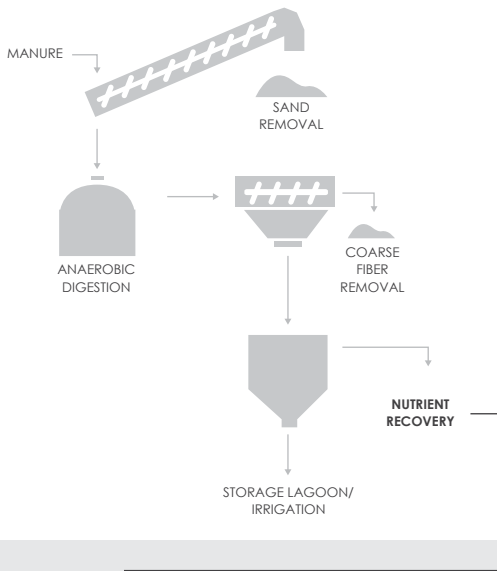 MANURE
SAND
REMOVAL
ANAEROBIC
DIGESTION
COARSE
FIBER
REMOVAL
NUTRIENT
RECOVERY
STORAGE LAGOON/
IRRIGATION